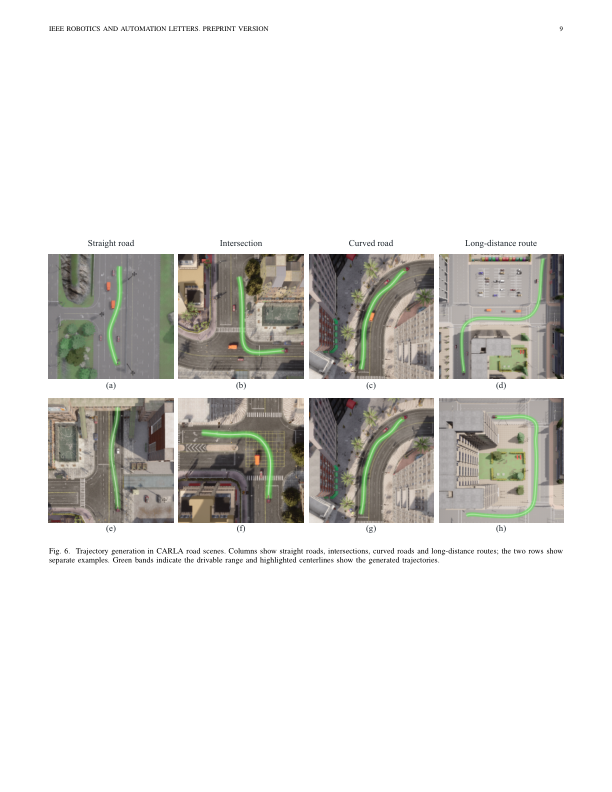 IEEE ROBOTICS AND AUTOMATION LETTERS. PREPRINT VERSION
9
Straight road
Intersection
Curved road
Long-distance route
(a)
(b)
(c)
(d)
(e)
(f)
(g)
(h)
Fig. 6. Trajectory generation in CARLA road scenes. Columns show straight roads, intersections, curved roads and long-distance routes; the two rows show
separate examples. Green bands indicate the drivable range and highlighted centerlines show the generated trajectories.